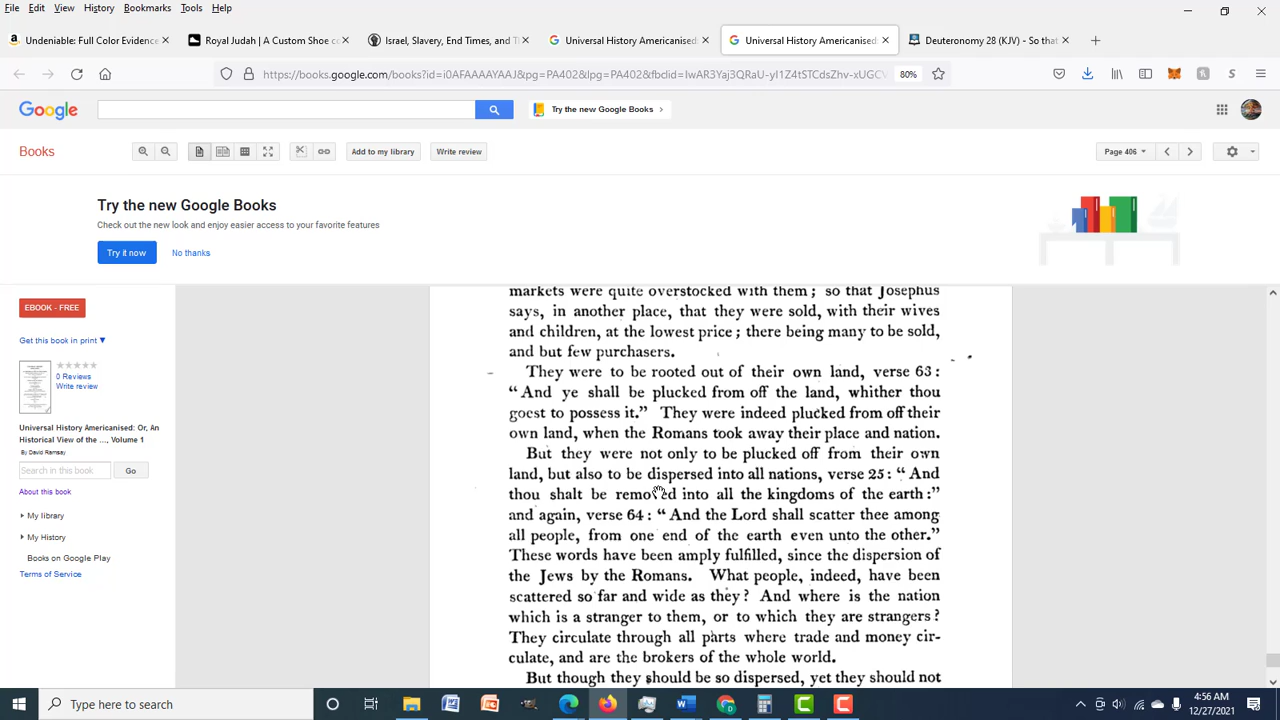 File Edit View History Bookmarks Tools Help
Undeniable: Full Color Evidence
Royal Judah | A Custom Shoe c
Israel, Slavery, End Times, and T
Universal History Americanised:
Universal History Americanised:
Deuteronomy 28 (KJV) - So that
https://books.google.com/books?id=i0AFAAAAYAAJ&pg=PA402&lpg=PA402&fbclid=
80%
Google
Try the new Google Books
Books
Add to my library
Write review
Page 406
Try the new Google Books
Check out the new look and enjoy easier access to your favorite features
Try it now
No thanks
EBOOK - FREE
Get this book in print
0 Reviews
Write review
Universal History Americanised: Or, An
Historical View of the ..., Volume 1
By David Ramsay
Search in this book
Go
About this book
My library
My History
Books on Google Play
Terms of Service
markets were quite overstocked with them; so that Josephus
says, in another place, that they were sold, with their wives
and children, at the lowest price; there being many to be sold,
and but few purchasers.
They were to be rooted out of their own land, verse 63:
"And ye shall be plucked from off the land, whither thou
goest to possess it." They were indeed plucked from off their
own land, when the Romans took away their place and nation.
But they were not only to be plucked off from their own
land, but also to be dispersed into all nations, verse 25: "And
thou shalt be removed into all the kingdoms of the earth:"
and again, verse 64: "And the Lord shall scatter thee among
all people, from one end of the earth even unto the other."
These words have been amply fulfilled, since the dispersion of
the Jews by the Romans. What people, indeed, have been
scattered so far and wide as they? And where is the nation
which is a stranger to them, or to which they are strangers?
They circulate through all parts where trade and money cir-
culate, and are the brokers of the whole world.
But though they should be so dispersed, yet they should not
Type here to search
4:56 AM
12/27/2021